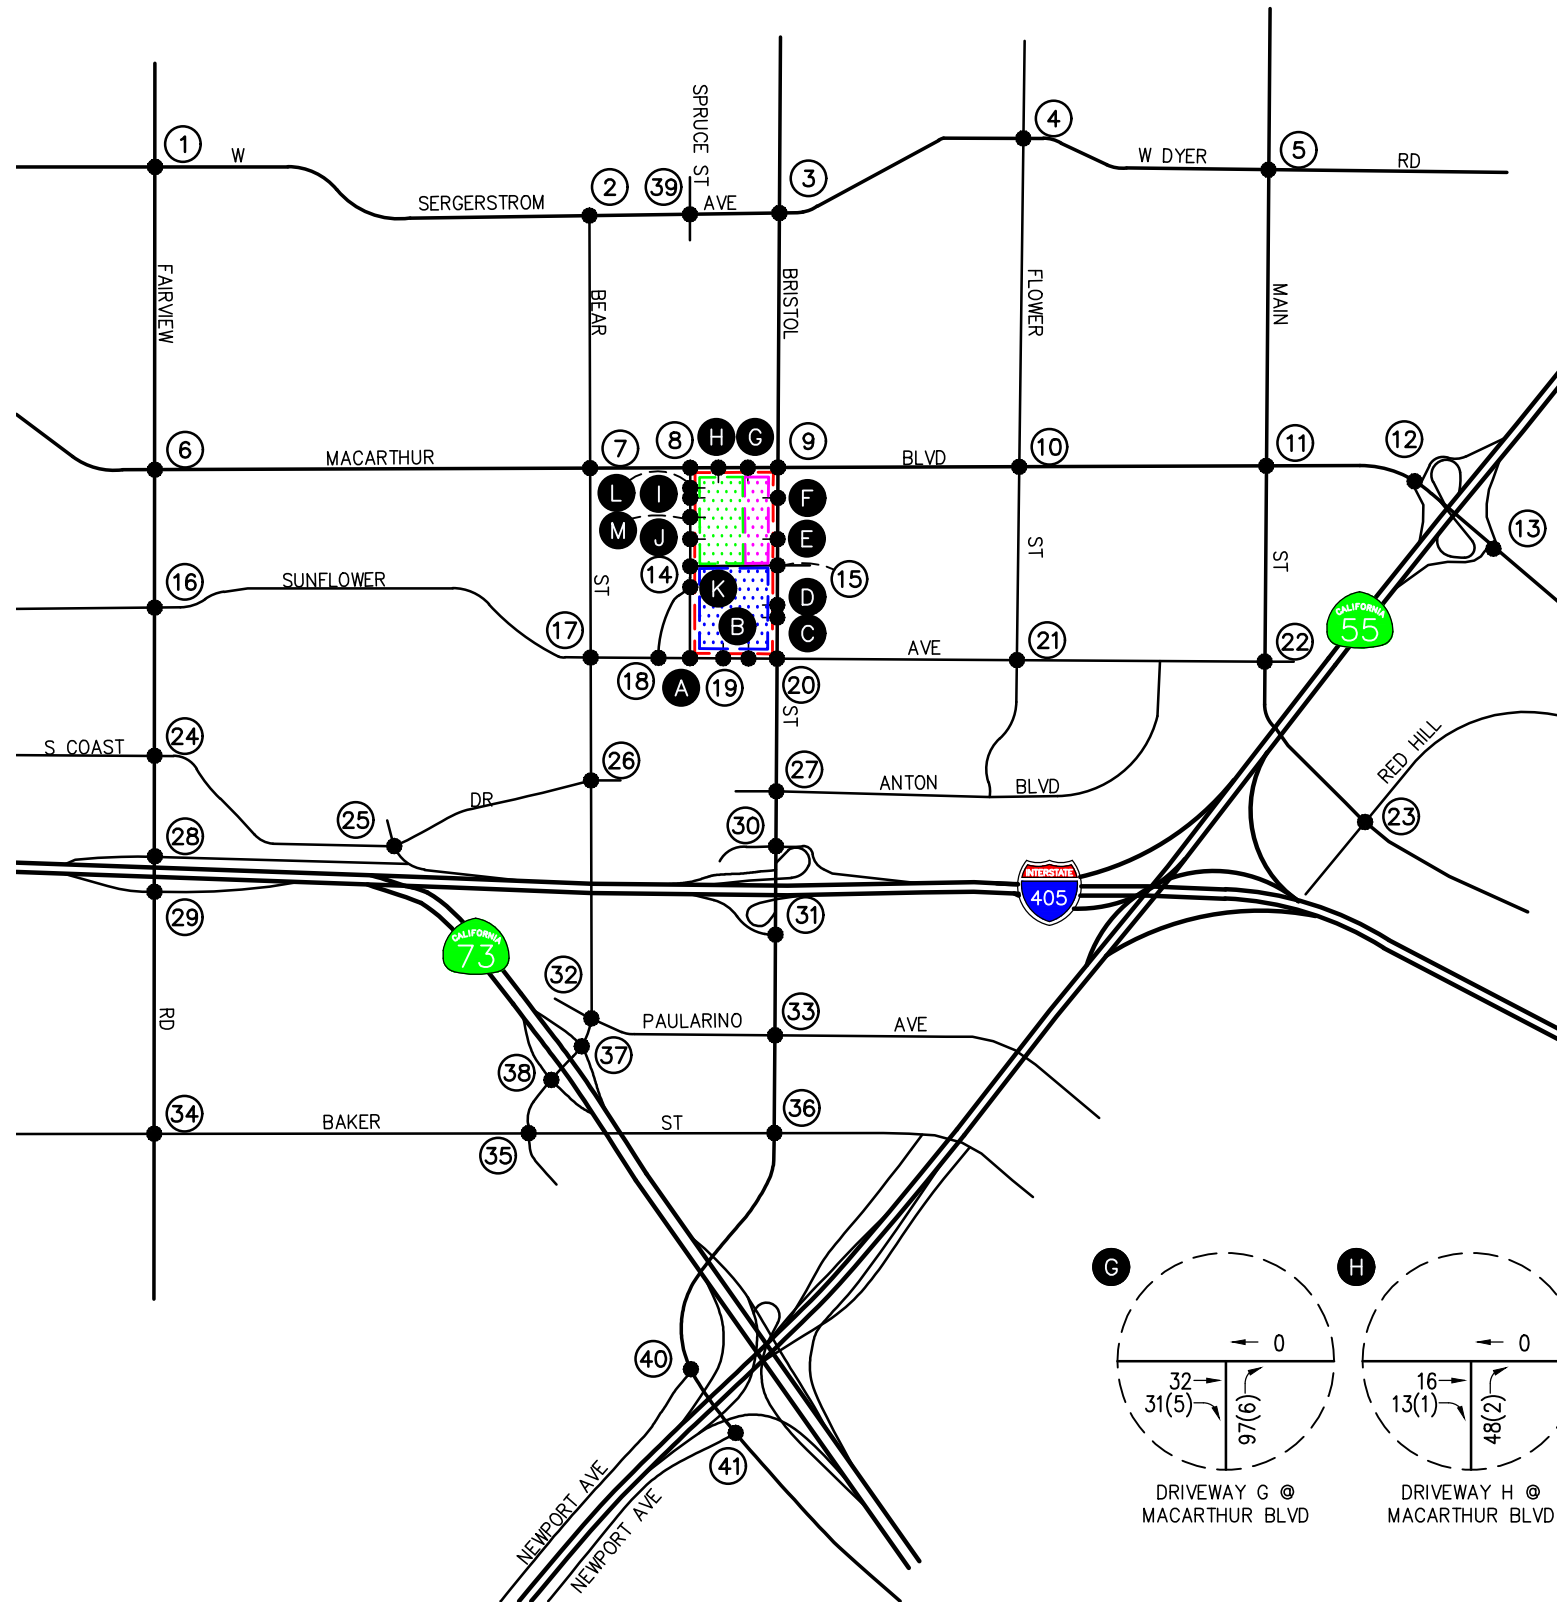 SPRUCE ST
1
W
2
39
3
4
5
SERGERSTROM
AVE
W DYER
RD
FAIRVIEW
BEAR
BRISTOL
FLOWER
MAIN
6
MACARTHUR
7
8
H
G
9
BLVD
10
11
12
L
I
F
M
J
E
13
16
SUNFLOWER
ST
14
K
15
D
ST
ST
CALIFORNIA
55
17
B
C
18
A
19
20
AVE
21
22
ST
24
S COAST
26
27
ANTON
BLVD
RED HILL
DR
25
28
30
23
29
31
INTERSTATE
405
CALIFORNIA
73
32
RD
PAULARINO
33
AVE
37
38
34
BAKER
ST
36
35
40
41
NEWPORT AVE
NEWPORT AVE
G
0
32
31(5)
97(6)
DRIVEWAY G @
MACARTHUR BLVD
H
0
16
13(1)
48(2)
DRIVEWAY H @
MACARTHUR BLVD